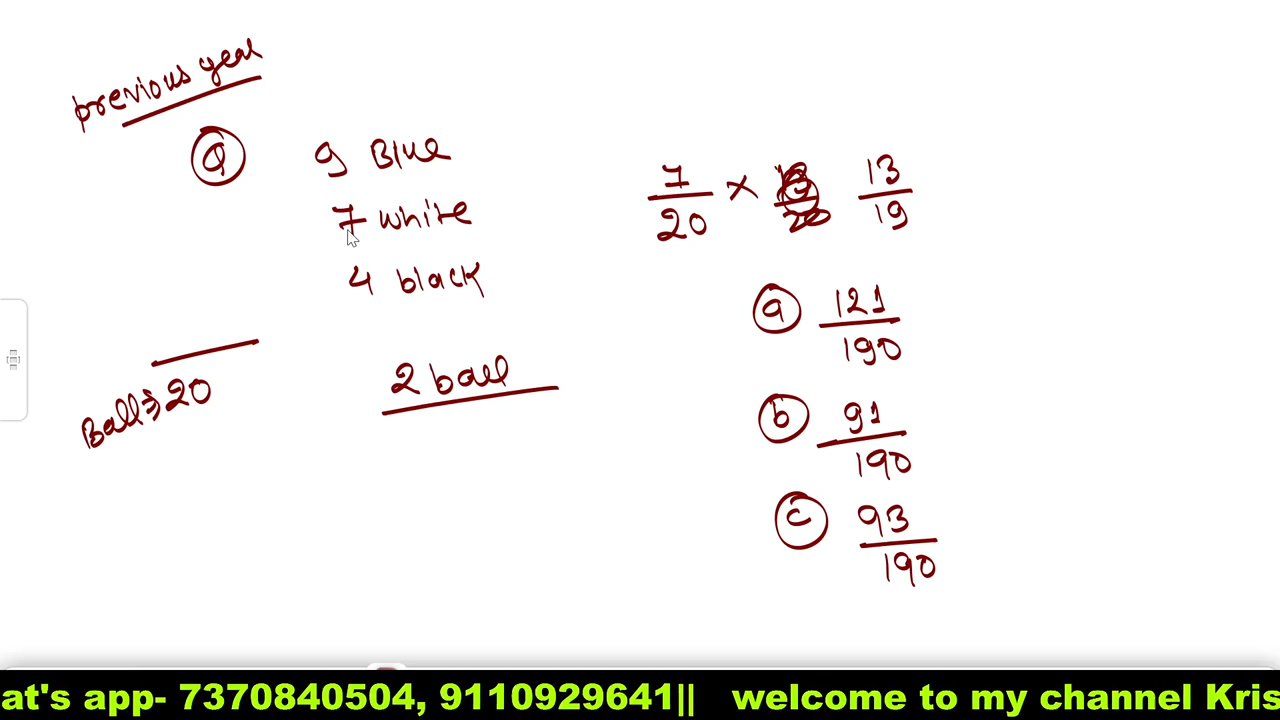 previous year
Q 9 Blue
7 white
4 black
Ball ⇒ 20
2 ball
7/20 × 13/19
a 121/190
b 91/190
c 93/190
at's app- 7370840504, 9110929641|| welcome to my channel Kris